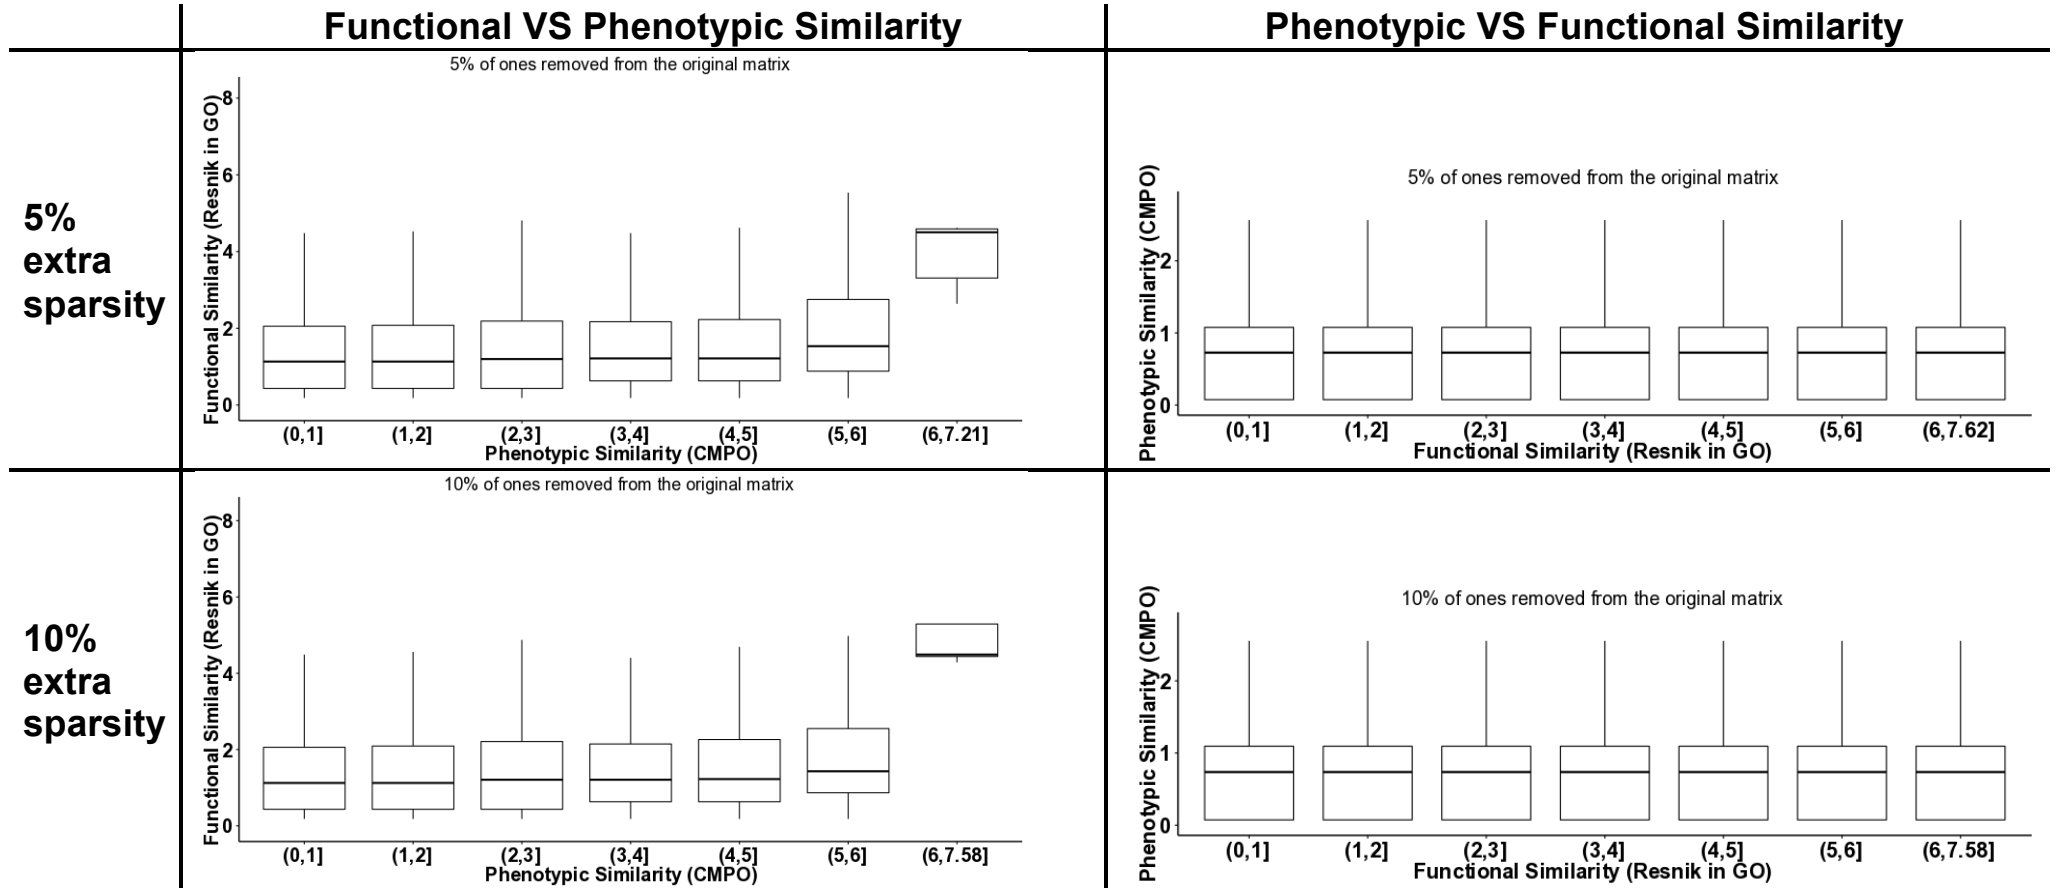 Functional VS Phenotypic Similarity
Phenotypic VS Functional Similarity
5%
extra
sparsity
5% of ones removed from the original matrix
Functional Similarity (Resnik in GO)
8
6
4
2
0
(0,1] (1,2] (2,3] (3,4] (4,5] (5,6] (6,7.21]
Phenotypic Similarity (CMPO)
5% of ones removed from the original matrix
Phenotypic Similarity (CMPO)
2
1
0
(0,1] (1,2] (2,3] (3,4] (4,5] (5,6] (6,7.62]
Functional Similarity (Resnik in GO)
10%
extra
sparsity
10% of ones removed from the original matrix
Functional Similarity (Resnik in GO)
8
6
4
2
0
(0,1] (1,2] (2,3] (3,4] (4,5] (5,6] (6,7.58]
Phenotypic Similarity (CMPO)
10% of ones removed from the original matrix
Phenotypic Similarity (CMPO)
2
1
0
(0,1] (1,2] (2,3] (3,4] (4,5] (5,6] (6,7.58]
Functional Similarity (Resnik in GO)